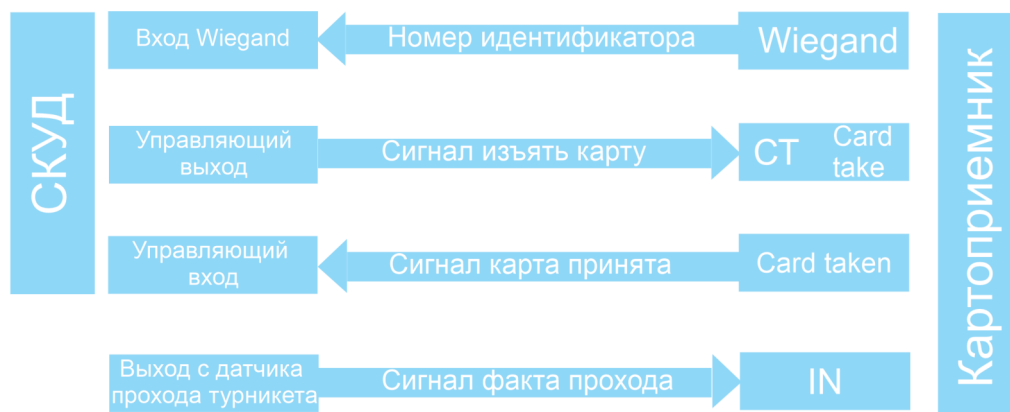 СКУД
Вход Wiegand
Номер идентификатора
Wiegand
Управляющий
выход
Сигнал изъять карту
CT Card
take
Управляющий
вход
Сигнал карта принята
Card taken
Выход с датчика
прохода турникета
Сигнал факта прохода
IN
Картоприемник